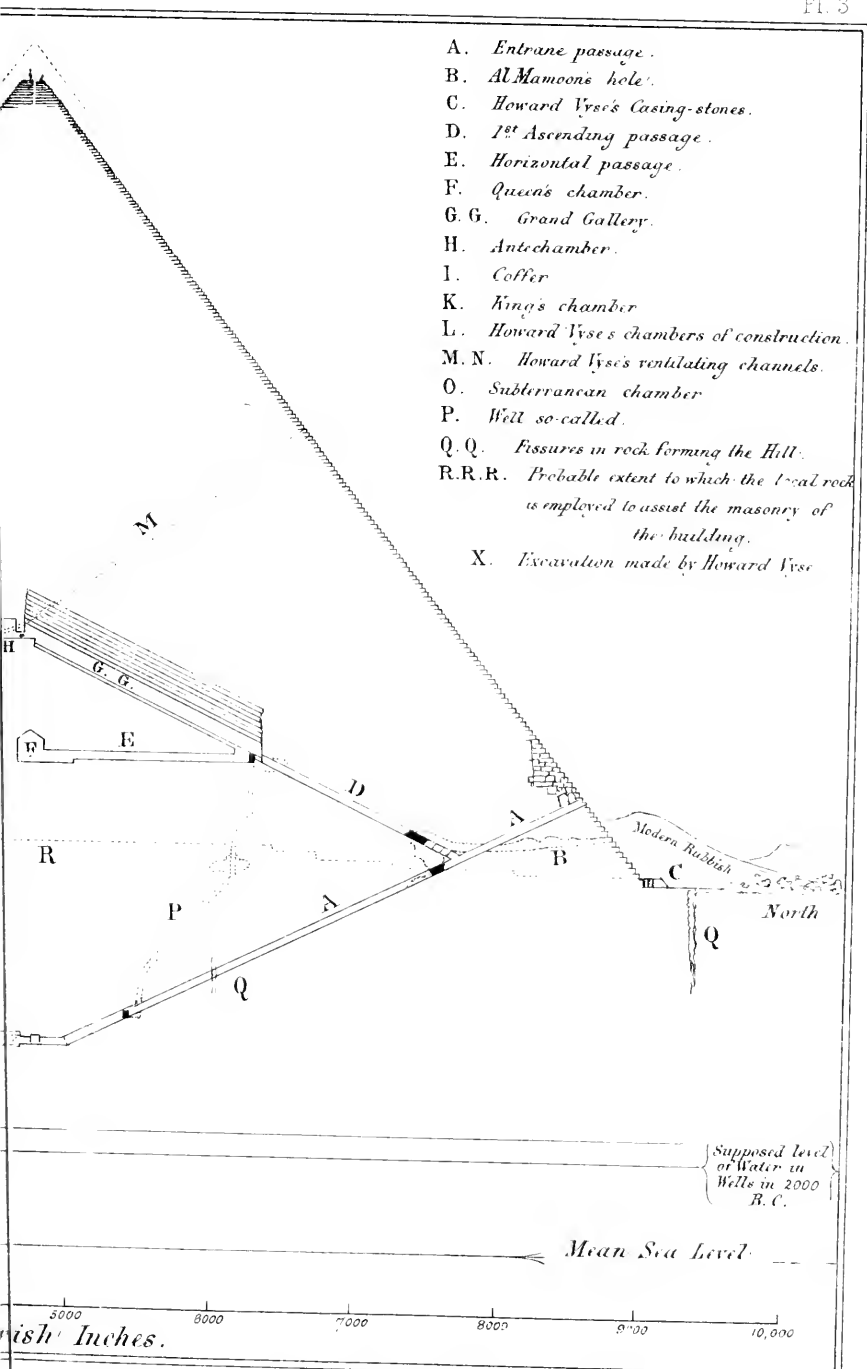 Pl. 3
A. Entrane passage.
B. Al Mamoon's hole.
C. Howard Vyse's Casing-stones.
D. 1st Ascending passage.
E. Horizontal passage.
F. Queen's chamber.
G. G. Grand Gallery.
H. Antechamber.
I. Coffer
K. King's chamber
L. Howard Vyse's chambers of construction.
M. N. Howard Vyse's ventilating channels.
O. Subterranean chamber
P. Well so-called.
Q. Q. Fissures in rock forming the Hill.
R. R. R. Probable extent to which the local rock
is employed to assist the masonry of
the building.
X. Excavation made by Howard Vyse
M
H
G. G.
F
E
D
A
Modern Rubbish
B
C
R
P
A
North
Q
Q
Supposed level
of Water in
Wells in 2000
B. C.
Mean Sea Level
5000 6000 7000 8000 9000 10,000
Inches.